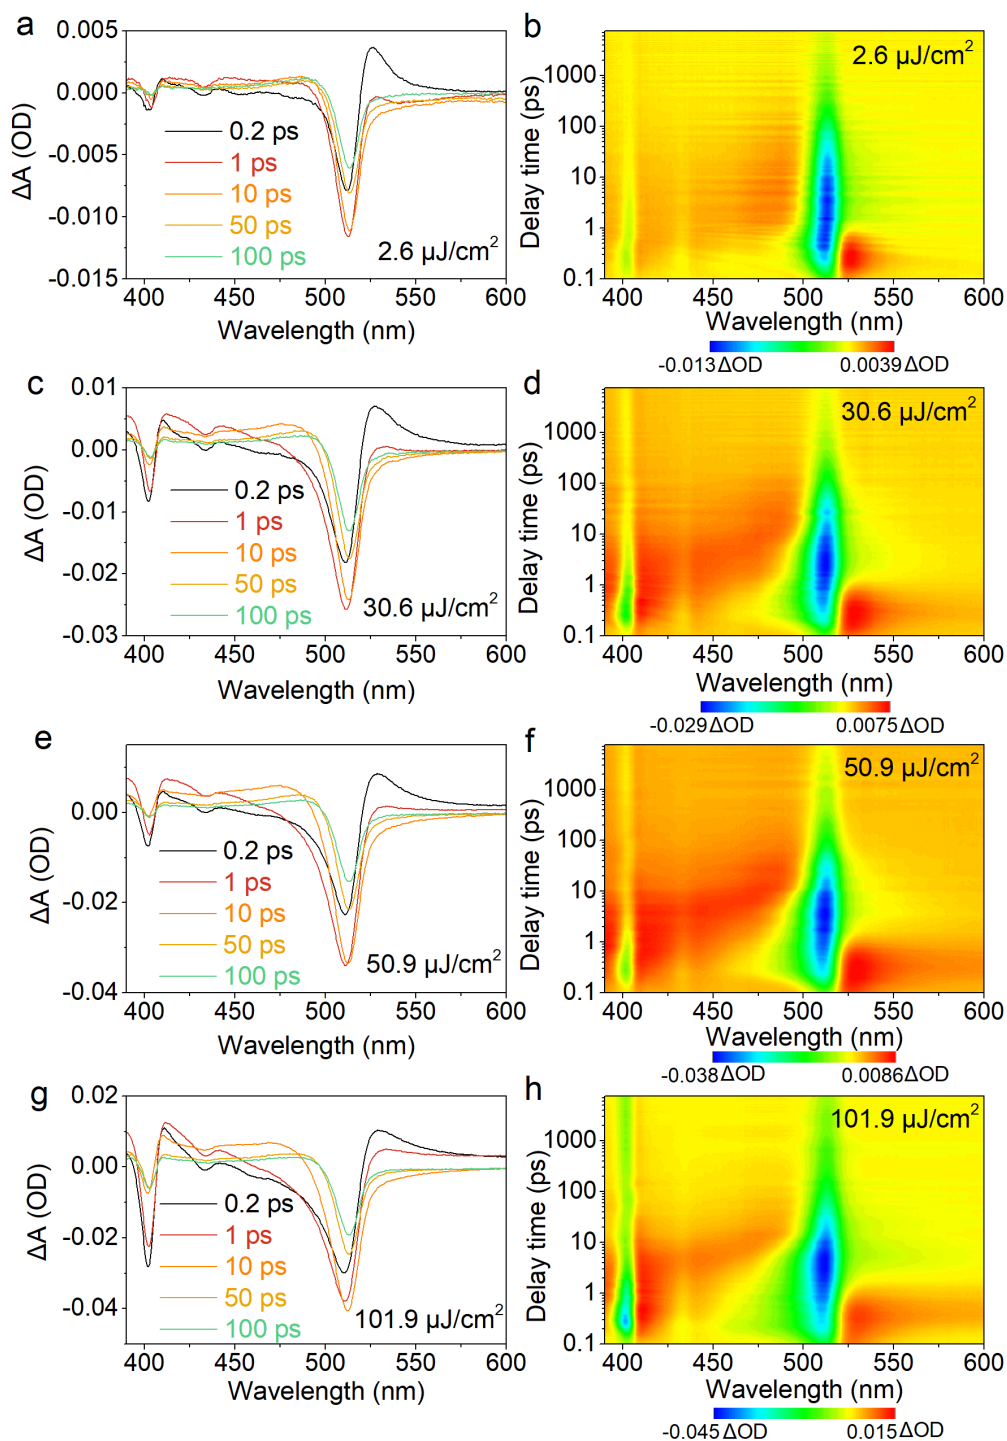 a
0.005
0.000
-0.005
-0.010
-0.015
ΔA (OD)
0.2 ps
1 ps
10 ps
50 ps
100 ps
2.6 µJ/cm²
400 450 500 550 600
Wavelength (nm)
b
2.6 µJ/cm²
1000
100
10
1
0.1
Delay time (ps)
400 450 500 550 600
Wavelength (nm)
-0.013ΔOD 0.0039ΔOD
c
0.01
0.00
-0.01
-0.02
-0.03
ΔA (OD)
0.2 ps
1 ps
10 ps
50 ps
100 ps
30.6 µJ/cm²
400 450 500 550 600
Wavelength (nm)
d
30.6 µJ/cm²
1000
100
10
1
0.1
Delay time (ps)
400 450 500 550 600
Wavelength (nm)
-0.029ΔOD 0.0075ΔOD
e
0.00
-0.02
-0.04
ΔA (OD)
0.2 ps
1 ps
10 ps
50 ps
100 ps
50.9 µJ/cm²
400 450 500 550 600
Wavelength (nm)
f
50.9 µJ/cm²
1000
100
10
1
0.1
Delay time (ps)
400 450 500 550 600
Wavelength (nm)
-0.038ΔOD 0.0086ΔOD
g
0.02
0.00
-0.02
-0.04
ΔA (OD)
0.2 ps
1 ps
10 ps
50 ps
100 ps
101.9 µJ/cm²
400 450 500 550 600
Wavelength (nm)
h
101.9 µJ/cm²
1000
100
10
1
0.1
Delay time (ps)
400 450 500 550 600
Wavelength (nm)
-0.045ΔOD 0.015ΔOD